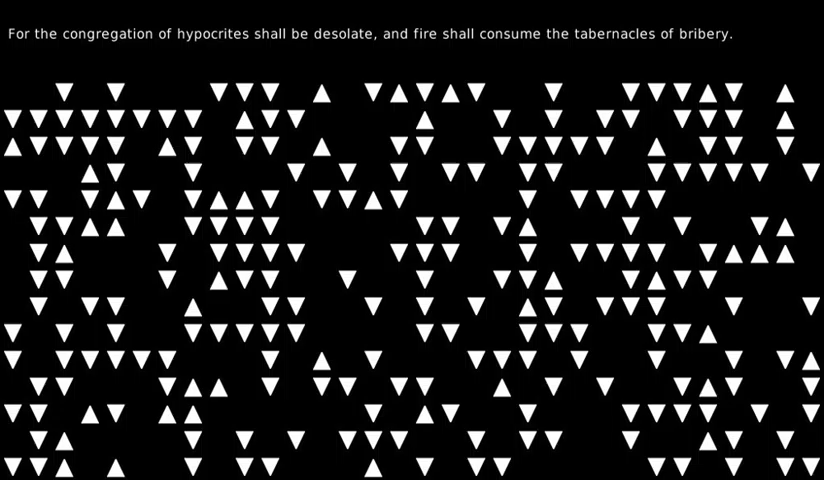 For the congregation of hypocrites shall be desolate, and fire shall consume the tabernacles of bribery.